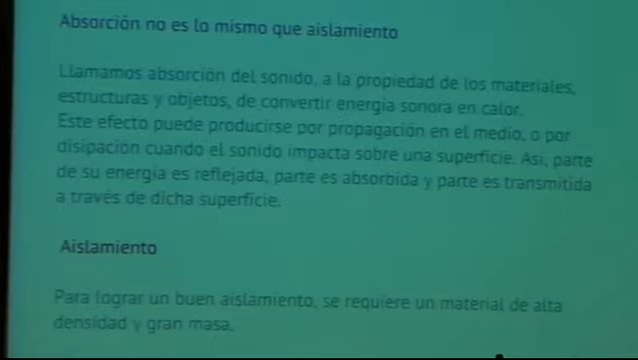 Absorción no es lo mismo que aislamiento
Llamamos absorción del sonido, a la propiedad de los materiales,
estructuras y objetos, de convertir energía sonora en calor.
Este efecto puede producirse por propagación en el medio, o por
disipación cuando el sonido impacta sobre una superficie. Así, parte
de su energía es reflejada, parte es absorbida y parte es transmitida
a través de dicha superficie.
Aislamiento
Para lograr un buen aislamiento, se requiere un material de alta
densidad y gran masa.